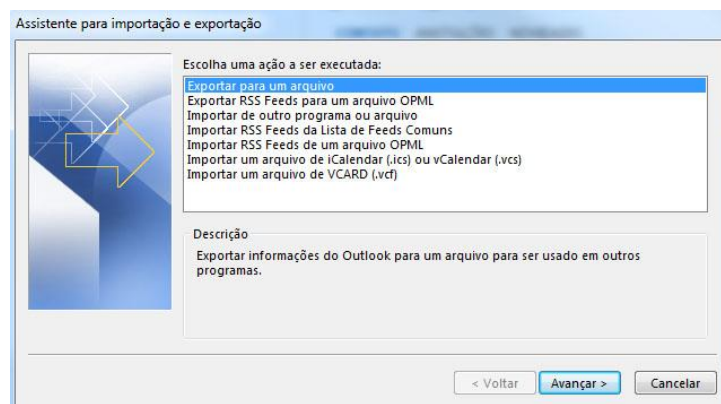 Assistente para importação e exportação
Escolha uma ação a ser executada:
Exportar para um arquivo
Exportar RSS Feeds para um arquivo OPML
Importar de outro programa ou arquivo
Importar RSS Feeds da Lista de Feeds Comuns
Importar RSS Feeds de um arquivo OPML
Importar um arquivo de iCalendar (.ics) ou vCalendar (.vcs)
Importar um arquivo de VCARD (.vcf)
Descrição
Exportar informações do Outlook para um arquivo para ser usado em outros
programas.
< Voltar Avançar > Cancelar